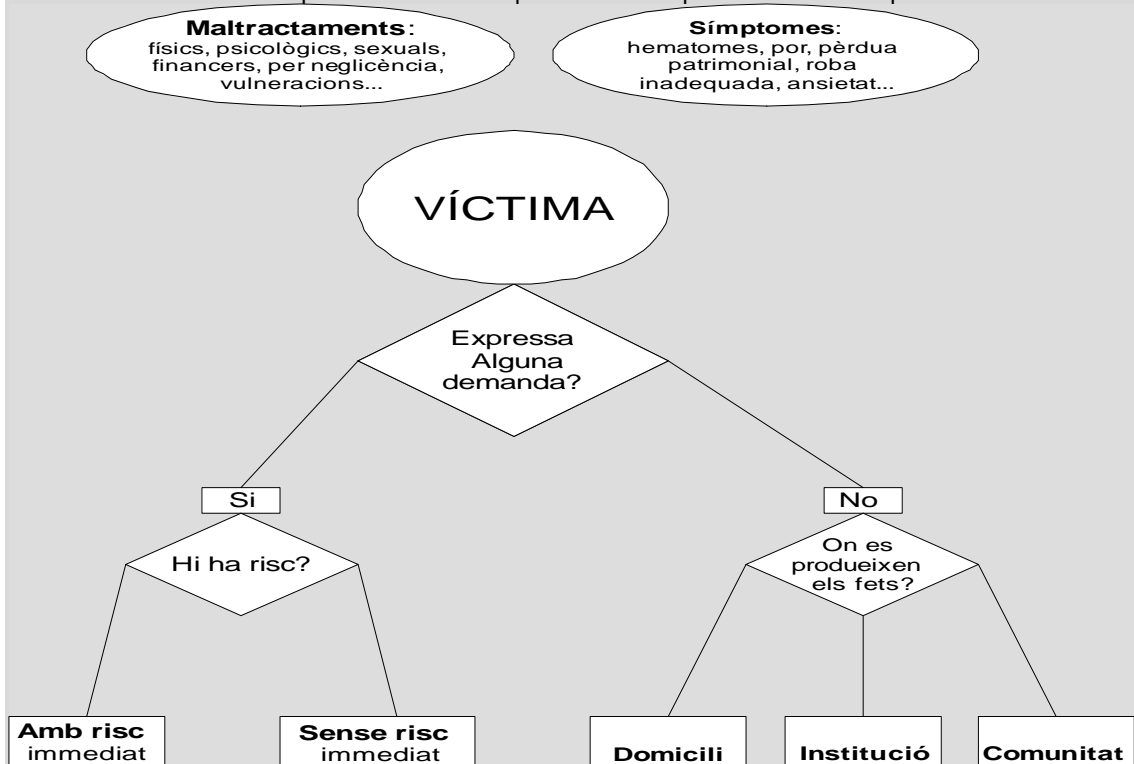 Maltractaments:
físics, psicològics, sexuals,
financers, per neglicència,
vulneracions...
Símptomes:
hematomes, por, pèrdua
patrimonial, roba
inadequada, ansietat...
VÍCTIMA
Expressa
Alguna
demanda?
Si
No
Hi ha risc?
On es
produeixen
els fets?
Amb risc
immediat
Sense risc
immediat
Domicili
Institució
Comunitat